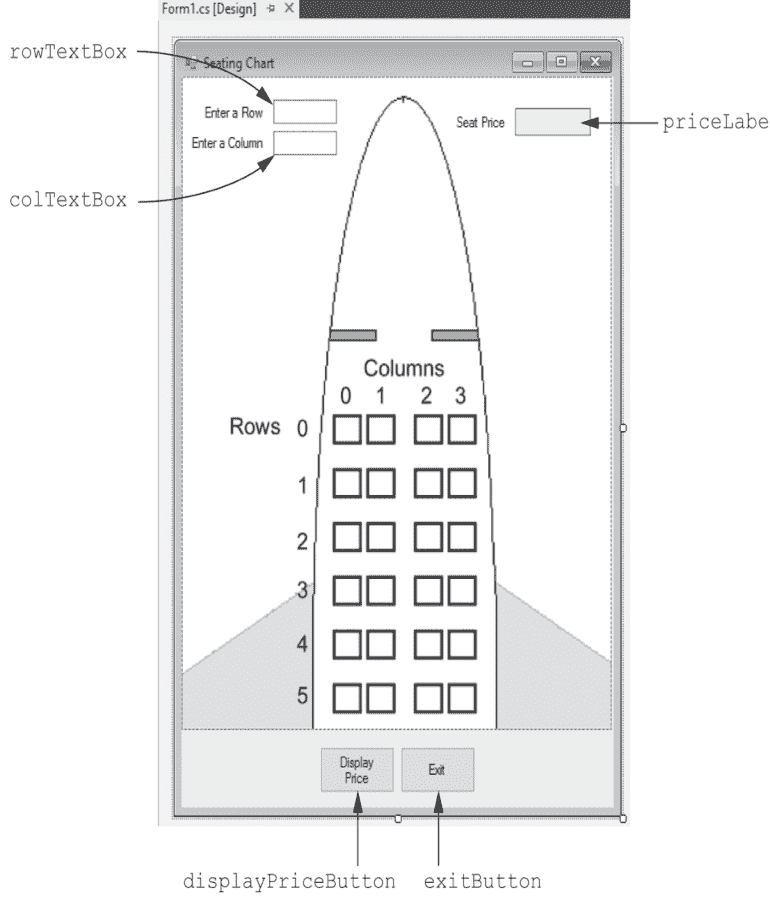 Form1.cs [Design]
rowTextBox
Seating Chart
Enter a Row
Seat Price
priceLabe
Enter a Column
colTextBox
Columns
0 1 2 3
Rows 0
1
2
3
4
5
Display
Price
Exit
displayPriceButton exitButton